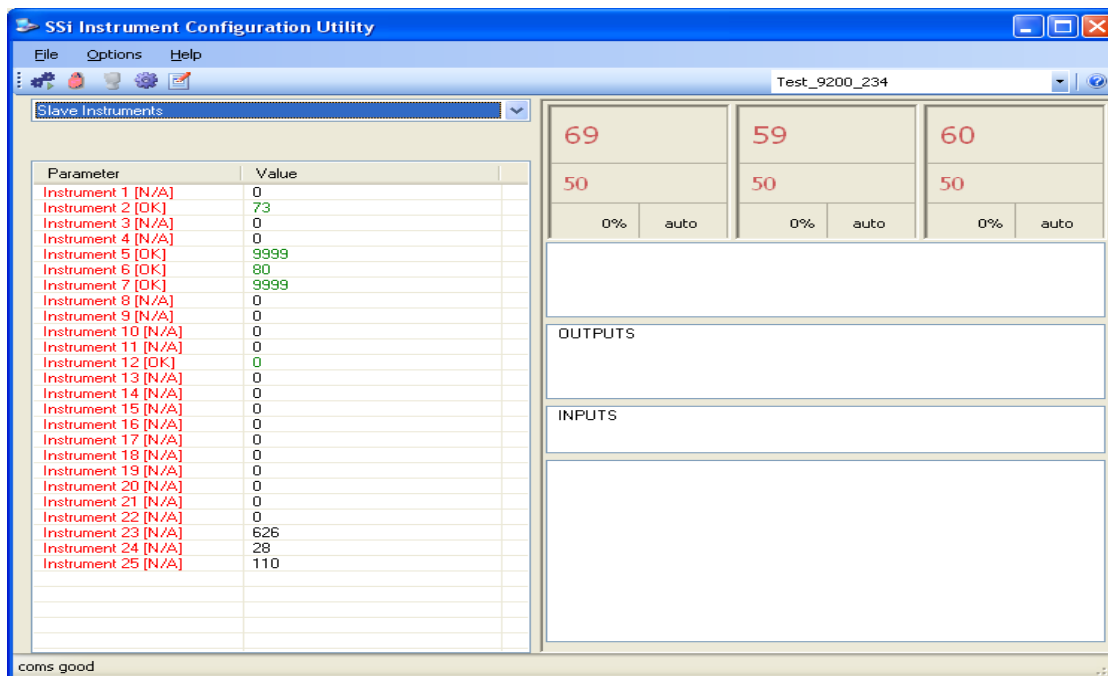 SSi Instrument Configuration Utility
File Options Help
Test_9200_234
Slave Instruments
Parameter Value
Instrument 1 [N/A] 0
Instrument 2 [OK] 73
Instrument 3 [N/A] 0
Instrument 4 [N/A] 0
Instrument 5 [OK] 9999
Instrument 6 [OK] 80
Instrument 7 [OK] 9999
Instrument 8 [N/A] 0
Instrument 9 [N/A] 0
Instrument 10 [N/A] 0
Instrument 11 [N/A] 0
Instrument 12 [OK] 0
Instrument 13 [N/A] 0
Instrument 14 [N/A] 0
Instrument 15 [N/A] 0
Instrument 16 [N/A] 0
Instrument 17 [N/A] 0
Instrument 18 [N/A] 0
Instrument 19 [N/A] 0
Instrument 20 [N/A] 0
Instrument 21 [N/A] 0
Instrument 22 [N/A] 0
Instrument 23 [N/A] 626
Instrument 24 [N/A] 28
Instrument 25 [N/A] 110
69 59 60
50 50 50
0% auto 0% auto 0% auto
OUTPUTS
INPUTS
coms good